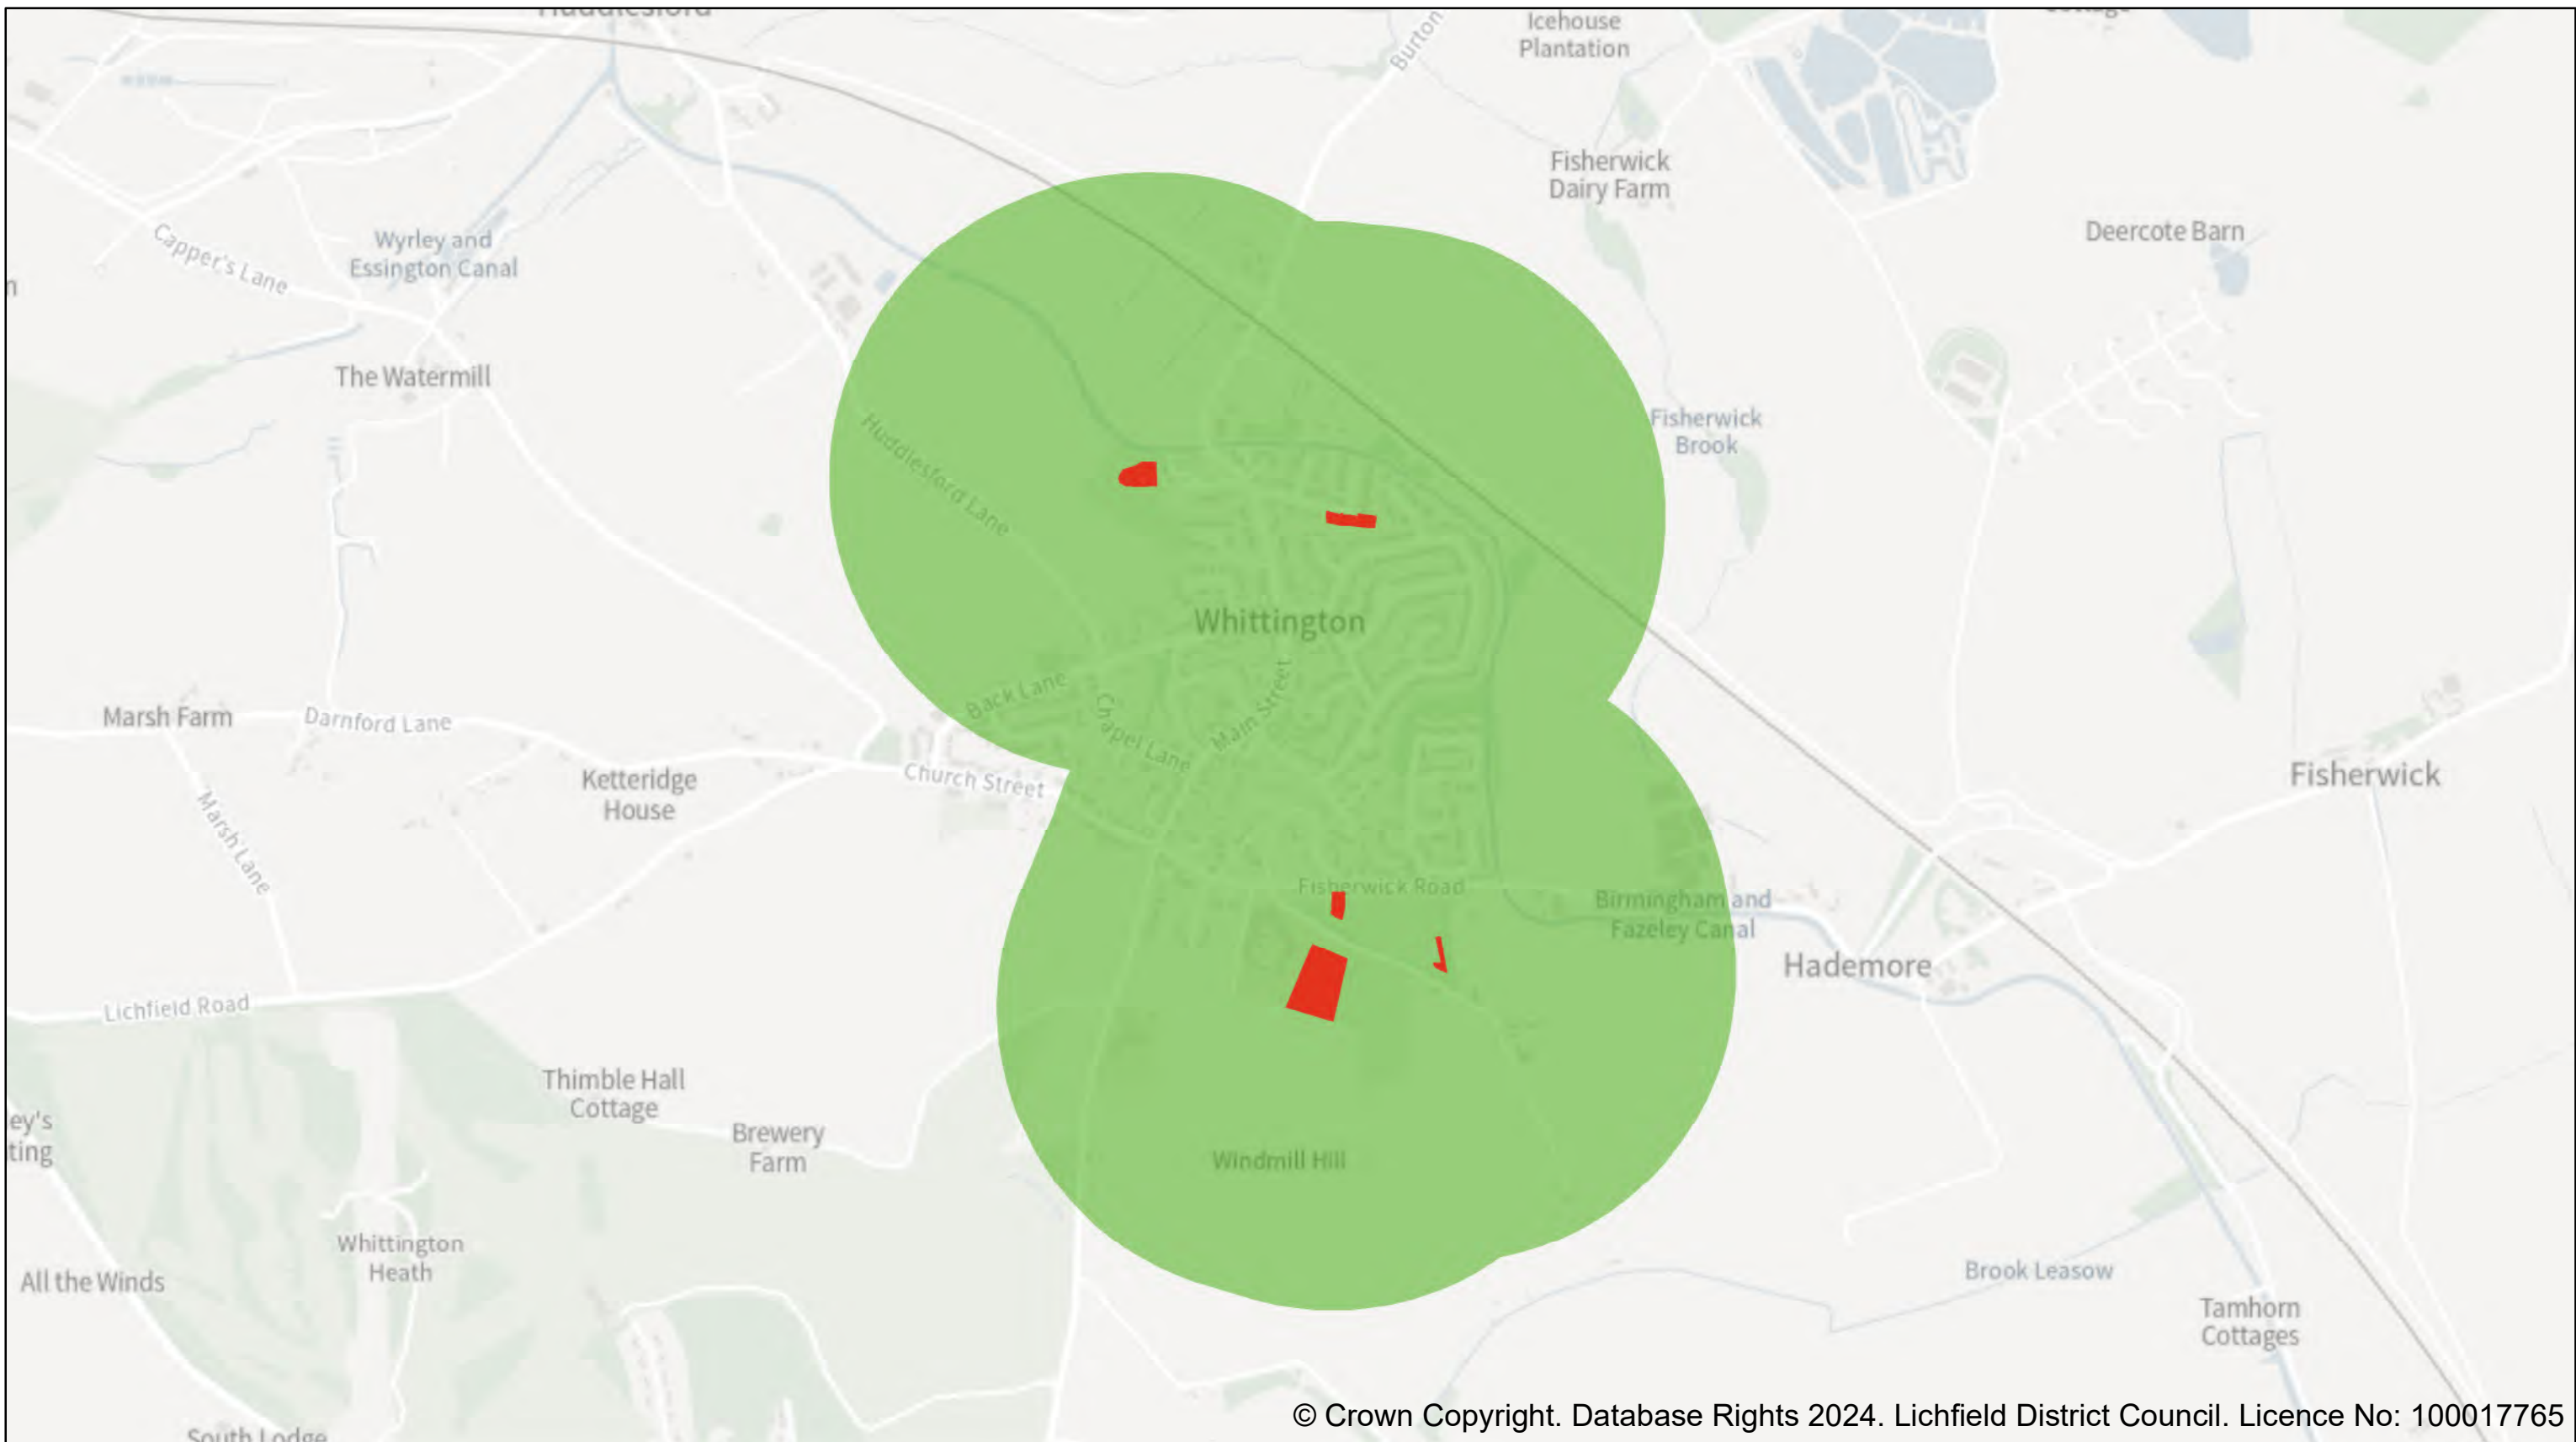 Huddlesford
Cottage
Burton
Icehouse
Plantation
Fisherwick
Dairy Farm
Deercote Barn
Capper's Lane
Wyrley and
Essington Canal
The Watermill
Huddlesford Lane
Fisherwick
Brook
Whittington
Back Lane
Main Street
Chapel Lane
Marsh Farm
Darnford Lane
Ketteridge
House
Church Street
Fisherwick
Marsh Lane
Fisherwick Road
Birmingham and
Fazeley Canal
Hademore
Lichfield Road
Thimble Hall
Cottage
ey's
ting
Brewery
Farm
Windmill Hill
Whittington
Heath
All the Winds
Brook Leasow
Tamhorn
Cottages
South Lodge
© Crown Copyright. Database Rights 2024. Lichfield District Council. Licence No: 100017765